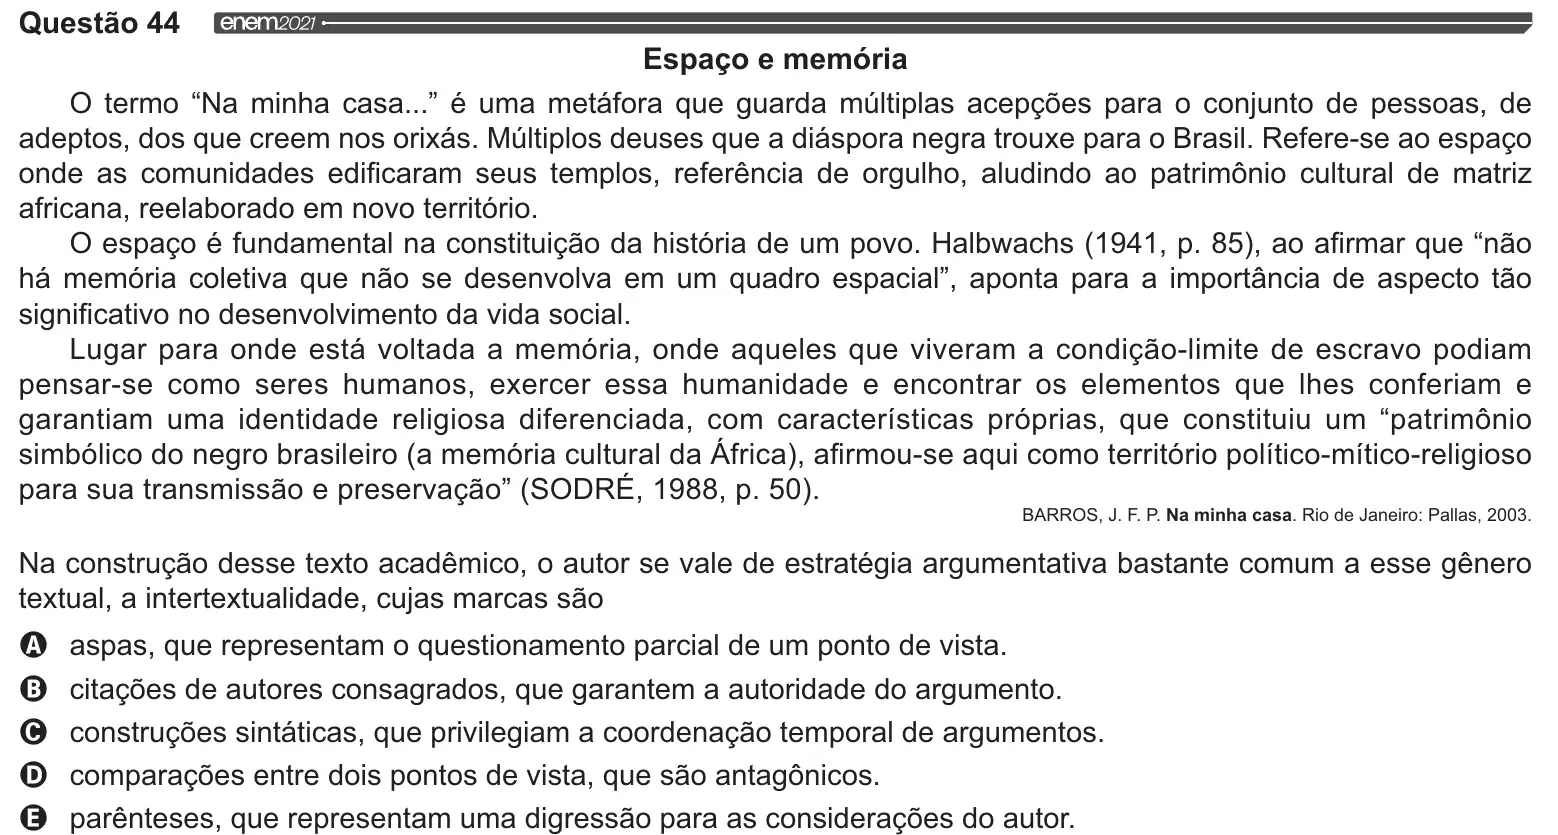 Questão 44 enem2021
Espaço e memória
O termo “Na minha casa...” é uma metáfora que guarda múltiplas acepções para o conjunto de pessoas, de
adeptos, dos que creem nos orixás. Múltiplos deuses que a diáspora negra trouxe para o Brasil. Refere-se ao espaço
onde as comunidades edificaram seus templos, referência de orgulho, aludindo ao patrimônio cultural de matriz
africana, reelaborado em novo território.
O espaço é fundamental na constituição da história de um povo. Halbwachs (1941, p. 85), ao afirmar que “não
há memória coletiva que não se desenvolva em um quadro espacial”, aponta para a importância de aspecto tão
significativo no desenvolvimento da vida social.
Lugar para onde está voltada a memória, onde aqueles que viveram a condição-limite de escravo podiam
pensar-se como seres humanos, exercer essa humanidade e encontrar os elementos que lhes conferiam e
garantiam uma identidade religiosa diferenciada, com características próprias, que constituiu um “patrimônio
simbólico do negro brasileiro (a memória cultural da África), afirmou-se aqui como território político-mítico-religioso
para sua transmissão e preservação” (SODRÉ, 1988, p. 50).
BARROS, J. F. P. Na minha casa. Rio de Janeiro: Pallas, 2003.
Na construção desse texto acadêmico, o autor se vale de estratégia argumentativa bastante comum a esse gênero
textual, a intertextualidade, cujas marcas são
A aspas, que representam o questionamento parcial de um ponto de vista.
B citações de autores consagrados, que garantem a autoridade do argumento.
C construções sintáticas, que privilegiam a coordenação temporal de argumentos.
D comparações entre dois pontos de vista, que são antagônicos.
E parênteses, que representam uma digressão para as considerações do autor.